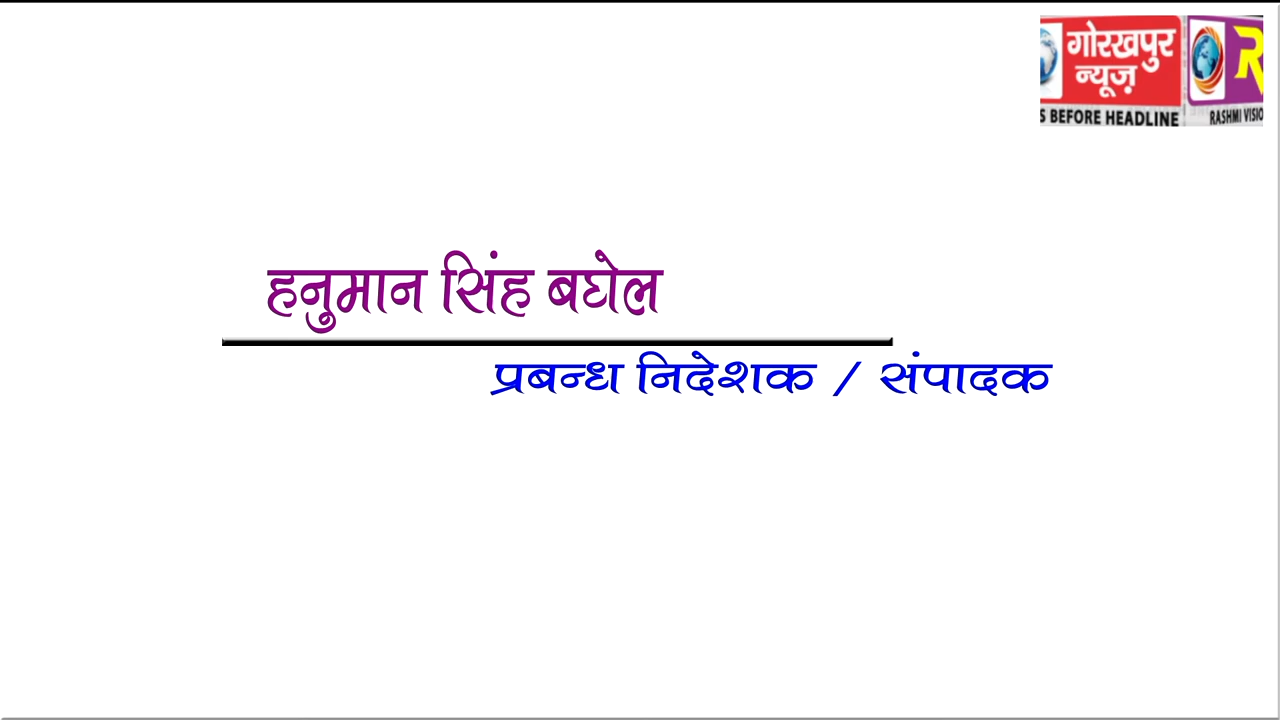 गोरखपुर
न्यूज़
S BEFORE HEADLINE
RASHMI VISIO
हनुमान सिंह बघेल
प्रबन्ध निदेशक / संपादक